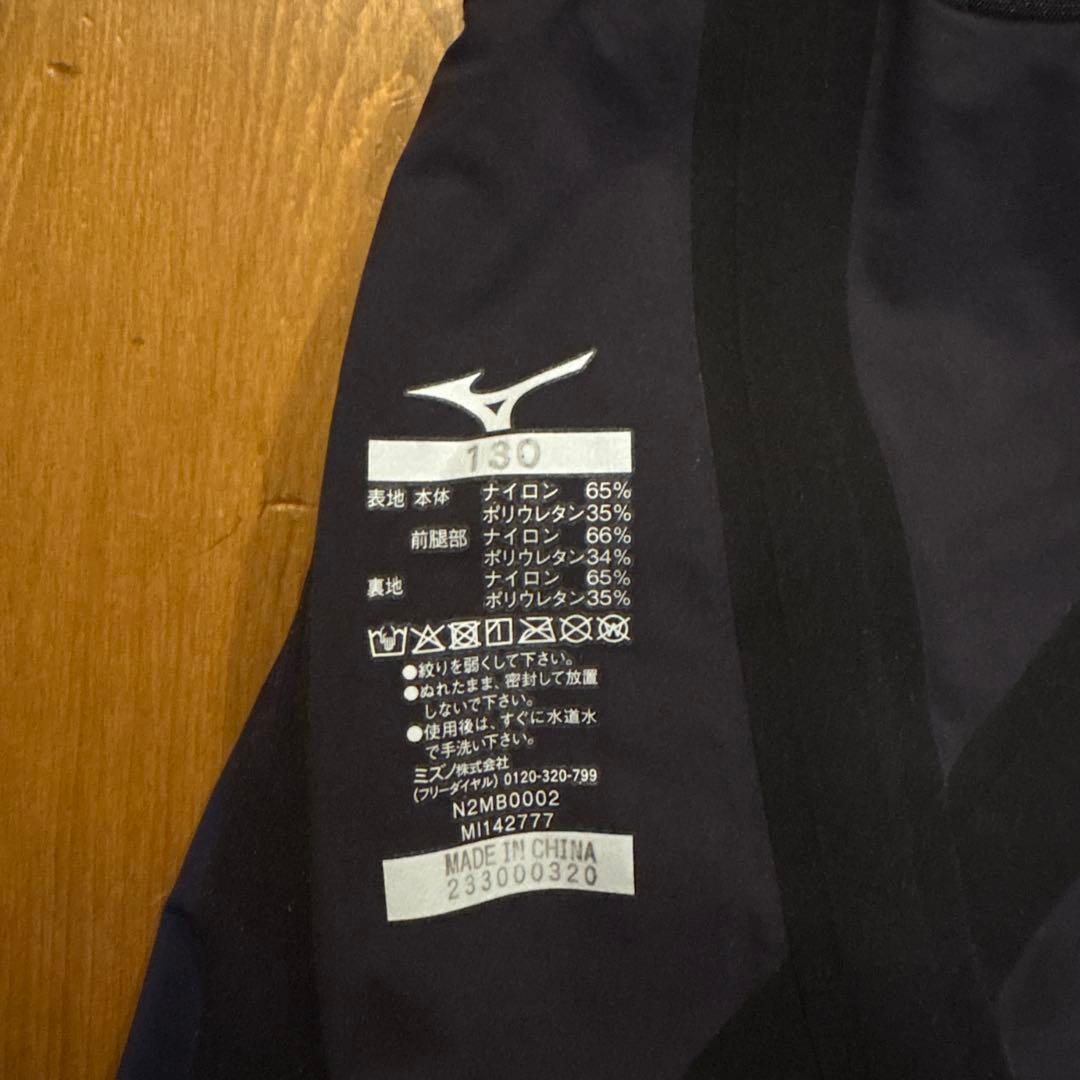 130
表地 本体 ナイロン 65%
ポリウレタン35%
前腿部 ナイロン 66%
ポリウレタン34%
裏地 ナイロン 65%
ポリウレタン35%
●絞りを弱くして下さい。
●ぬれたまま、密封して放置
しないで下さい。
●使用後は、すぐに水道水
で手洗い下さい。
ミズノ株式会社
(フリーダイヤル) 0120-320-799
N2MB0002
MI142777
MADE IN CHINA
233000320